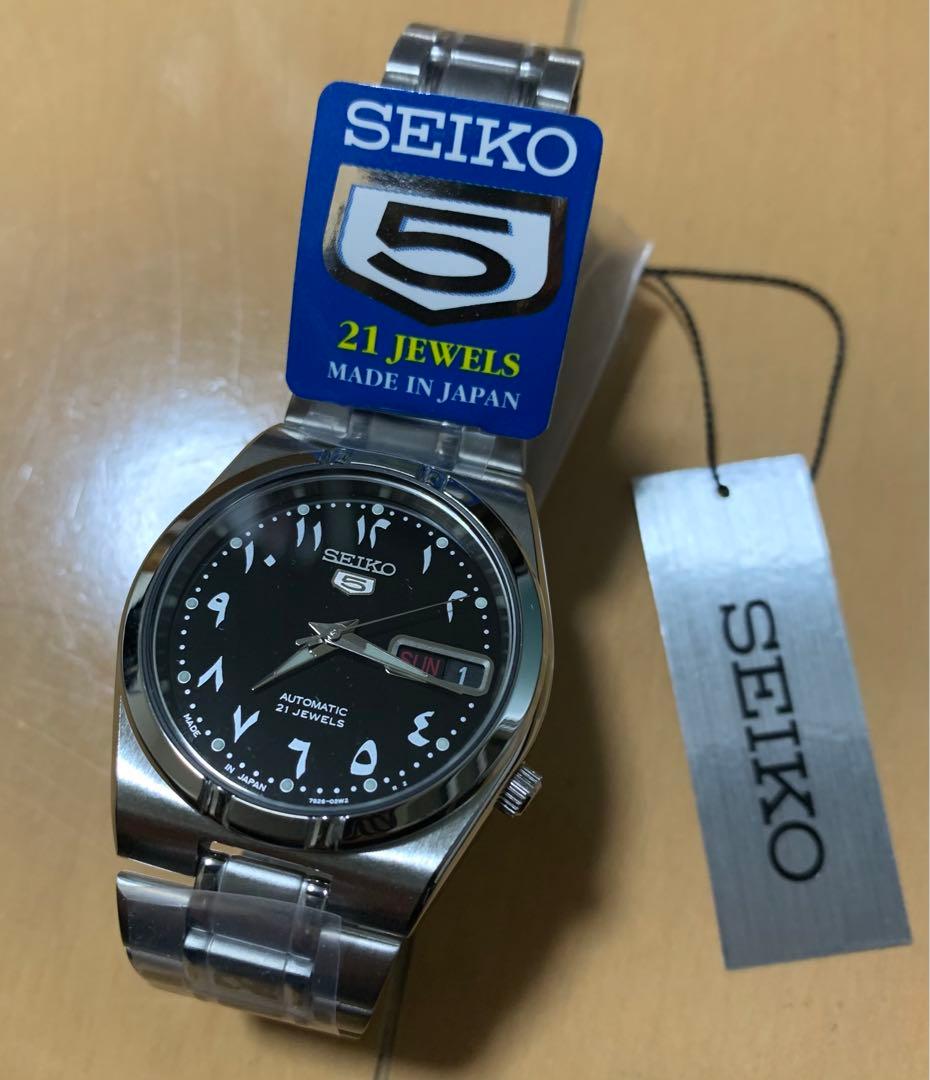 SEIKO
5
21 JEWELS
MADE IN JAPAN
SEIKO
SEIKO
5
١٢
١
٢
٤
٥
٦
٧
٨
٩
١٠
١١
SUN 1
AUTOMATIC
21 JEWELS
MADE IN JAPAN